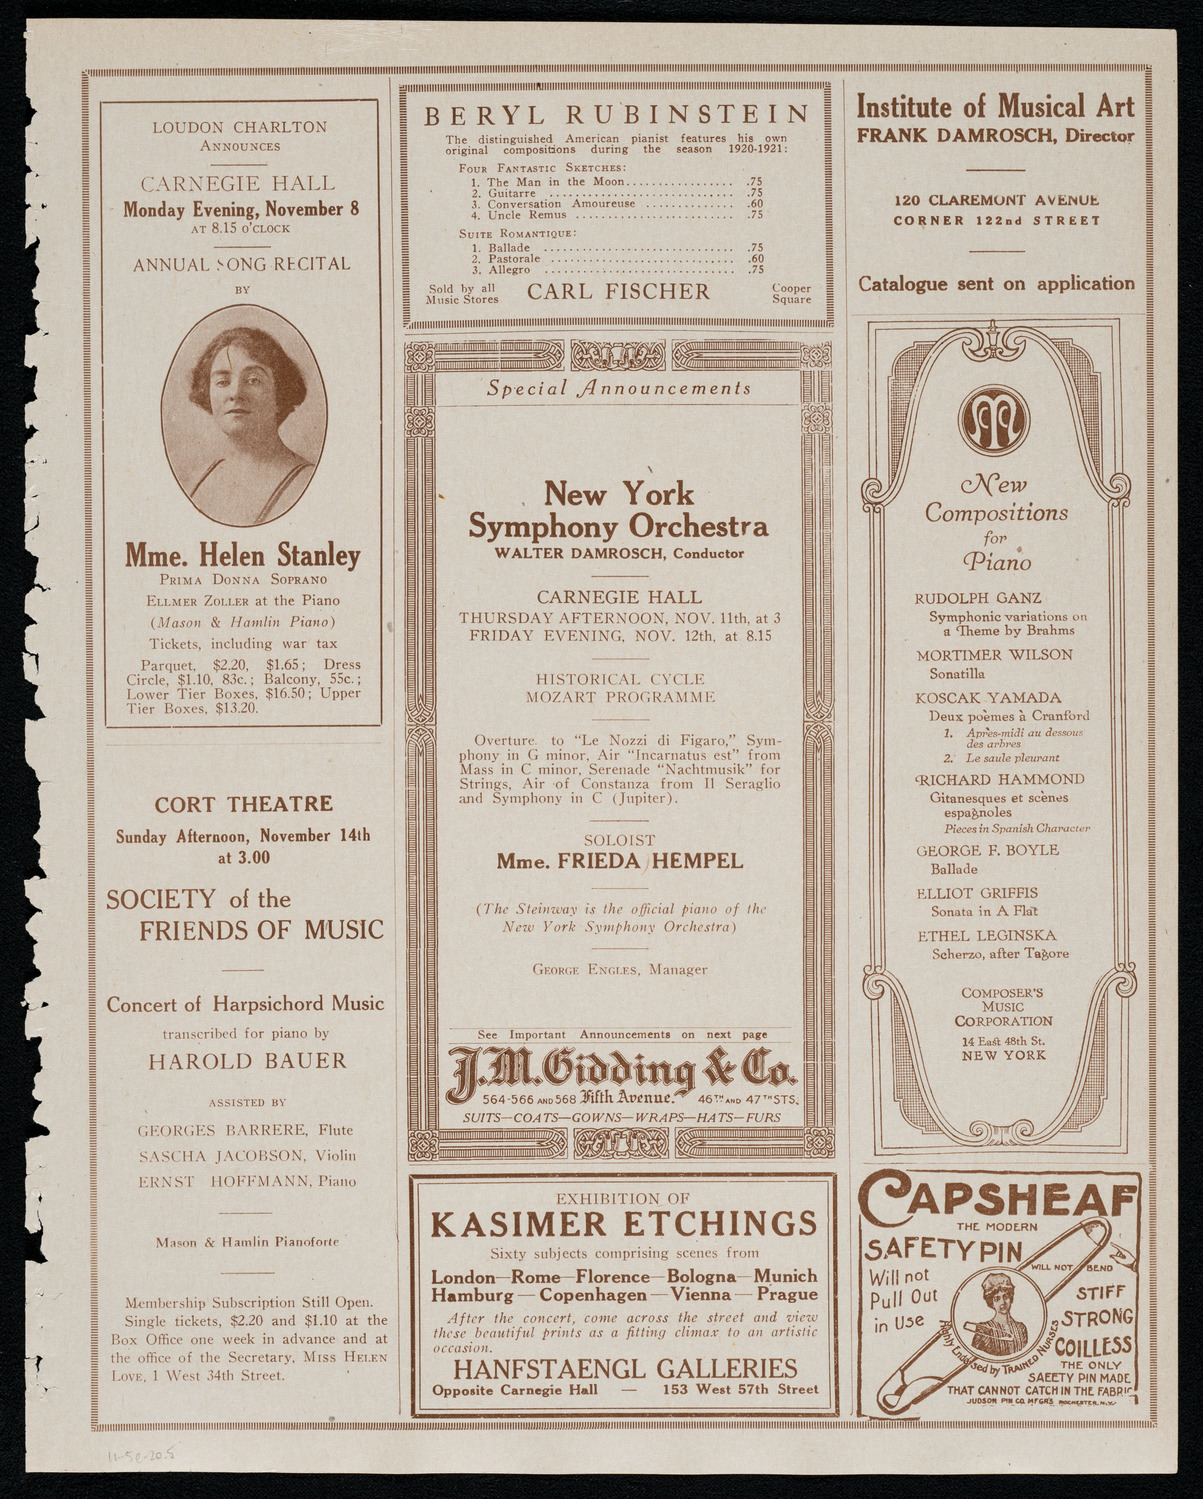 LOUDON CHARLTON
ANNOUNCES
CARNEGIE HALL
Monday Evening, November 8
AT 8.15 O'CLOCK
ANNUAL SONG RECITAL
BY
Mme. Helen Stanley
PRIMA DONNA SOPRANO
ELLMER ZOLLER at the Piano
(Mason & Hamlin Piano)
Tickets, including war tax
Parquet, $2.20, $1.65; Dress
Circle, $1.10, 83c.; Balcony, 55c.;
Lower Tier Boxes, $16.50; Upper
Tier Boxes, $13.20.
CORT THEATRE
Sunday Afternoon, November 14th
at 3.00
SOCIETY of the
FRIENDS OF MUSIC
Concert of Harpsichord Music
transcribed for piano by
HAROLD BAUER
ASSISTED BY
GEORGES BARRERE, Flute
SASCHA JACOBSON, Violin
ERNST HOFFMANN, Piano
Mason & Hamlin Pianoforte
Membership Subscription Still Open.
Single tickets, $2.20 and $1.10 at the
Box Office one week in advance and at
the office of the Secretary, MISS HELEN
LOVE, 1 West 34th Street.
BERYL RUBINSTEIN
The distinguished American pianist features his own
original compositions during the season 1920-1921:
FOUR FANTASTIC SKETCHES:
1. The Man in the Moon................ .75
2. Guitarre ........................... .75
3. Conversation Amoureuse ............. .60
4. Uncle Remus ........................ .75
SUITE ROMANTIQUE:
1. Ballade ............................ .75
2. Pastorale .......................... .60
3. Allegro ............................ .75
Sold by all
Music Stores
CARL FISCHER
Cooper
Square
Special Announcements
New York
Symphony Orchestra
WALTER DAMROSCH, Conductor
CARNEGIE HALL
THURSDAY AFTERNOON, NOV. 11th, at 3
FRIDAY EVENING, NOV. 12th, at 8.15
HISTORICAL CYCLE
MOZART PROGRAMME
Overture to "Le Nozzi di Figaro," Sym-
phony in G minor, Air "Incarnatus est" from
Mass in C minor, Serenade "Nachtmusik" for
Strings, Air of Constanza from Il Seraglio
and Symphony in C (Jupiter).
SOLOIST
Mme. FRIEDA HEMPEL
(The Steinway is the official piano of the
New York Symphony Orchestra)
GEORGE ENGLES, Manager
See Important Announcements on next page
J.M.Gidding & Co.
564-566 AND 568 Fifth Avenue. 46TH AND 47TH STS.
SUITS—COATS—GOWNS—WRAPS—HATS—FURS
EXHIBITION OF
KASIMER ETCHINGS
Sixty subjects comprising scenes from
London—Rome—Florence—Bologna—Munich
Hamburg — Copenhagen — Vienna — Prague
After the concert, come across the street and view
these beautiful prints as a fitting climax to an artistic
occasion.
HANFSTAENGL GALLERIES
Opposite Carnegie Hall — 153 West 57th Street
Institute of Musical Art
FRANK DAMROSCH, Director
120 CLAREMONT AVENUE
CORNER 122nd STREET
Catalogue sent on application
M
New
Compositions
for
Piano
RUDOLPH GANZ
Symphonic variations on
a Theme by Brahms
MORTIMER WILSON
Sonatilla
KOSCAK YAMADA
Deux poèmes à Cranford
1. Après-midi au dessous
des arbres
2. Le saule pleurant
RICHARD HAMMOND
Gitanesques et scènes
espagnoles
Pieces in Spanish Character
GEORGE F. BOYLE
Ballade
ELLIOT GRIFFIS
Sonata in A Flat
ETHEL LEGINSKA
Scherzo, after Tagore
COMPOSER'S
MUSIC
CORPORATION
14 East 48th St.
NEW YORK
CAPSHEAF
THE MODERN
SAFETY PIN
WILL NOT BEND
Will not
Pull Out
in Use
STIFF
STRONG
COILLESS
Highly Endorsed by TRAINED NURSES
THE ONLY
SAFETY PIN MADE
THAT CANNOT CATCH IN THE FABRIC
JUDSON PIN CO. MFGRS. ROCHESTER, N.Y.
11-5e-20.5